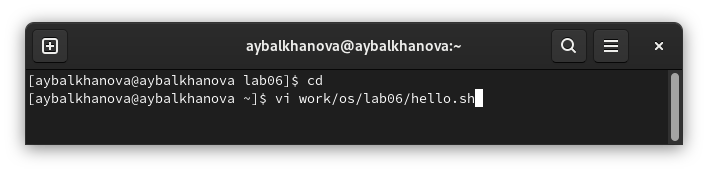 aybalkhanova@aybalkhanova:~
[aybalkhanova@aybalkhanova lab06]$ cd
[aybalkhanova@aybalkhanova ~]$ vi work/os/lab06/hello.sh